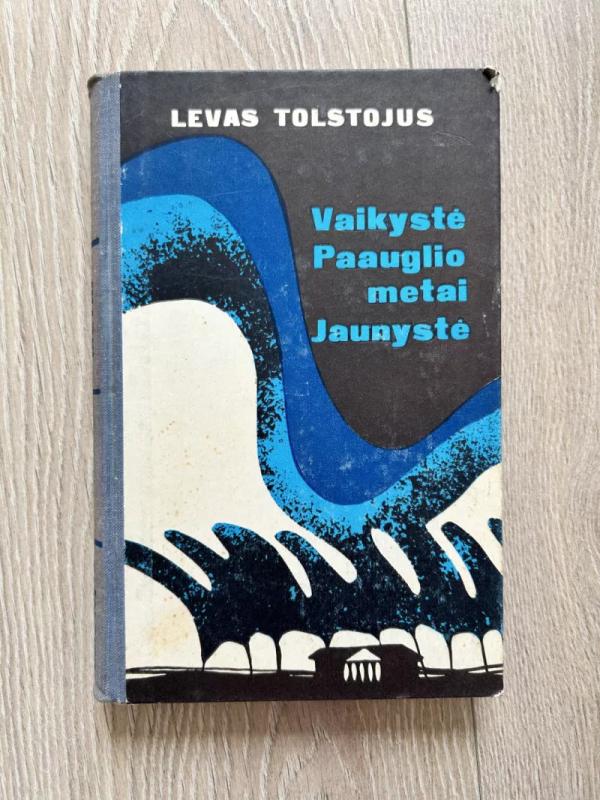 LEVAS TOLSTOJUS
Vaikystė
Paauglio
metai
Jaunystė